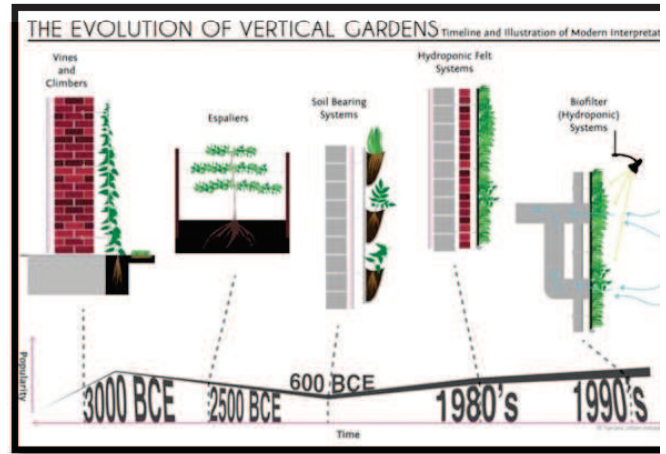 THE EVOLUTION OF VERTICAL GARDENS Timeline and Illustration of Modern Interpretat
Vines
and
Climbers
Espaliers
Soil Bearing
Systems
Hydroponic Felt
Systems
Biofilter
(Hydroponic)
Systems
Popularity
3000 BCE
2500 BCE
600 BCE
1980's
1990's
Time